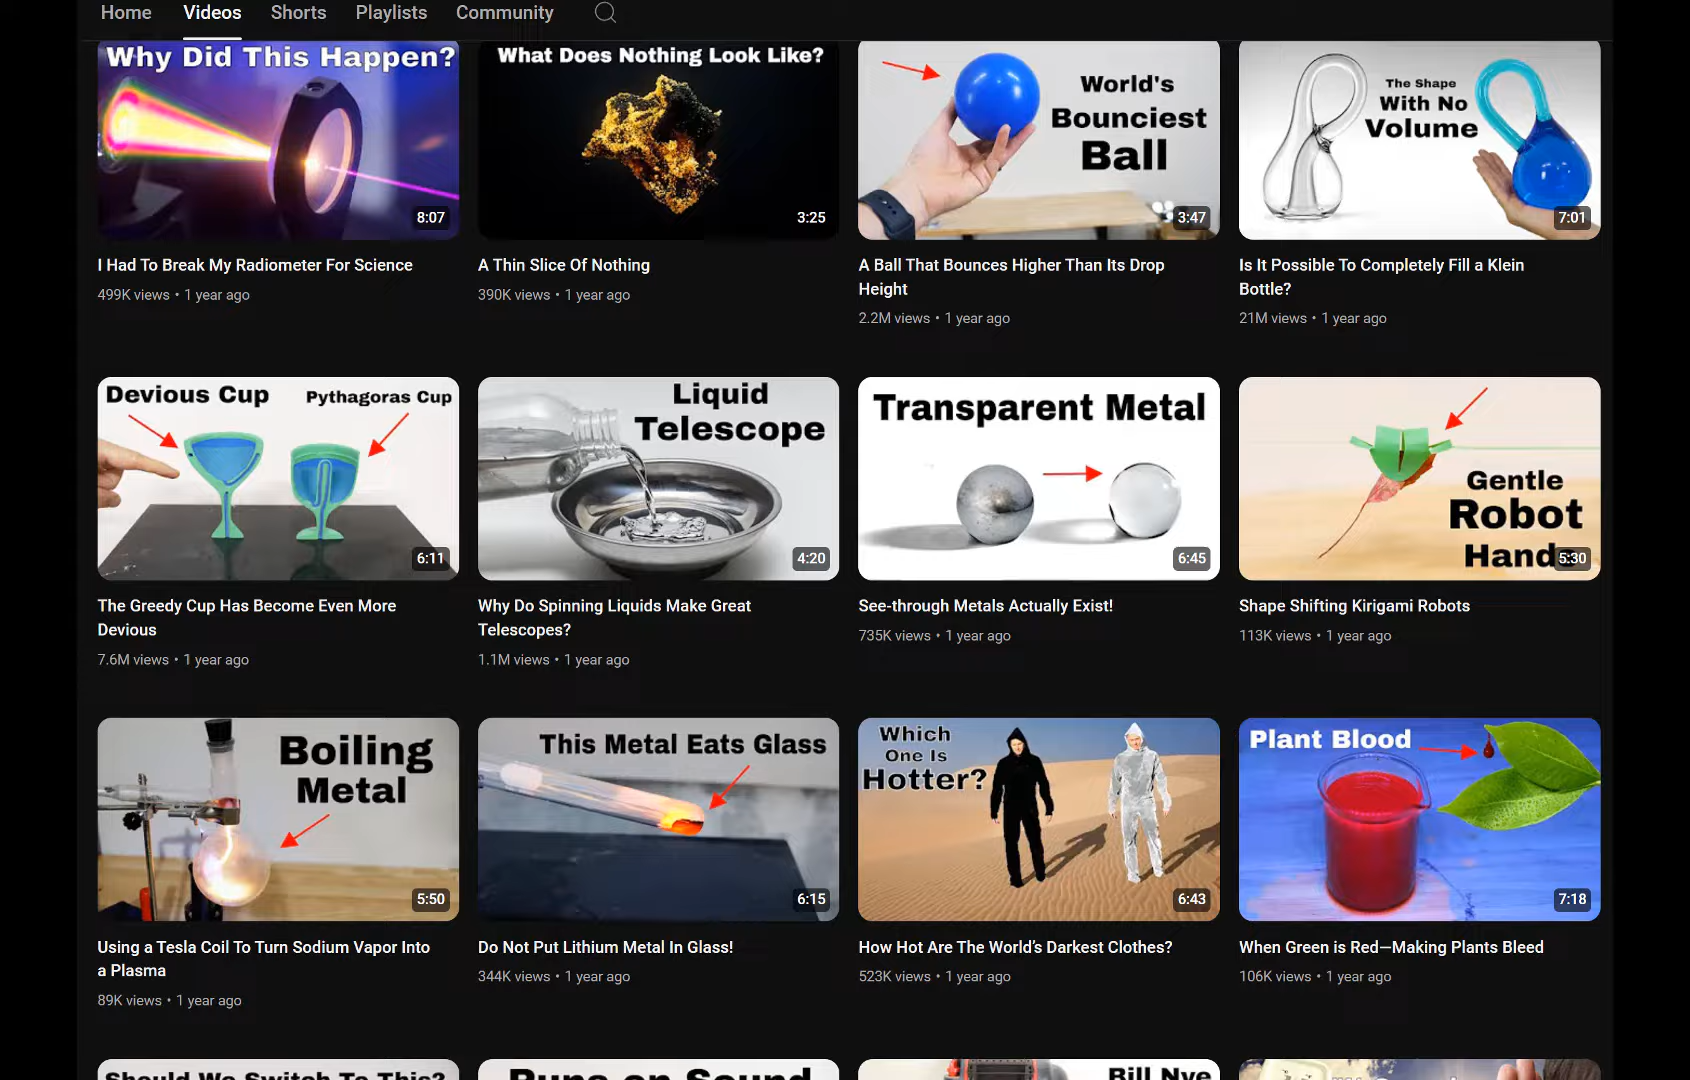 Home Videos Shorts Playlists Community
Why Did This Happen?
8:07
What Does Nothing Look Like?
3:25
World's
Bounciest
Ball
3:47
The Shape
With No
Volume
7:01
I Had To Break My Radiometer For Science
499K views • 1 year ago
A Thin Slice Of Nothing
390K views • 1 year ago
A Ball That Bounces Higher Than Its Drop
Height
2.2M views • 1 year ago
Is It Possible To Completely Fill a Klein
Bottle?
21M views • 1 year ago
Devious Cup
Pythagoras Cup
6:11
Liquid
Telescope
4:20
Transparent Metal
6:45
Gentle
Robot
Hands
5:30
The Greedy Cup Has Become Even More
Devious
7.6M views • 1 year ago
Why Do Spinning Liquids Make Great
Telescopes?
1.1M views • 1 year ago
See-through Metals Actually Exist!
735K views • 1 year ago
Shape Shifting Kirigami Robots
113K views • 1 year ago
Boiling
Metal
5:50
This Metal Eats Glass
6:15
Which
One Is
Hotter?
6:43
Plant Blood
7:18
Using a Tesla Coil To Turn Sodium Vapor Into
a Plasma
89K views • 1 year ago
Do Not Put Lithium Metal In Glass!
344K views • 1 year ago
How Hot Are The World’s Darkest Clothes?
523K views • 1 year ago
When Green is Red—Making Plants Bleed
106K views • 1 year ago
Should We Switch To This?
Runs on Sound
Bill Nye